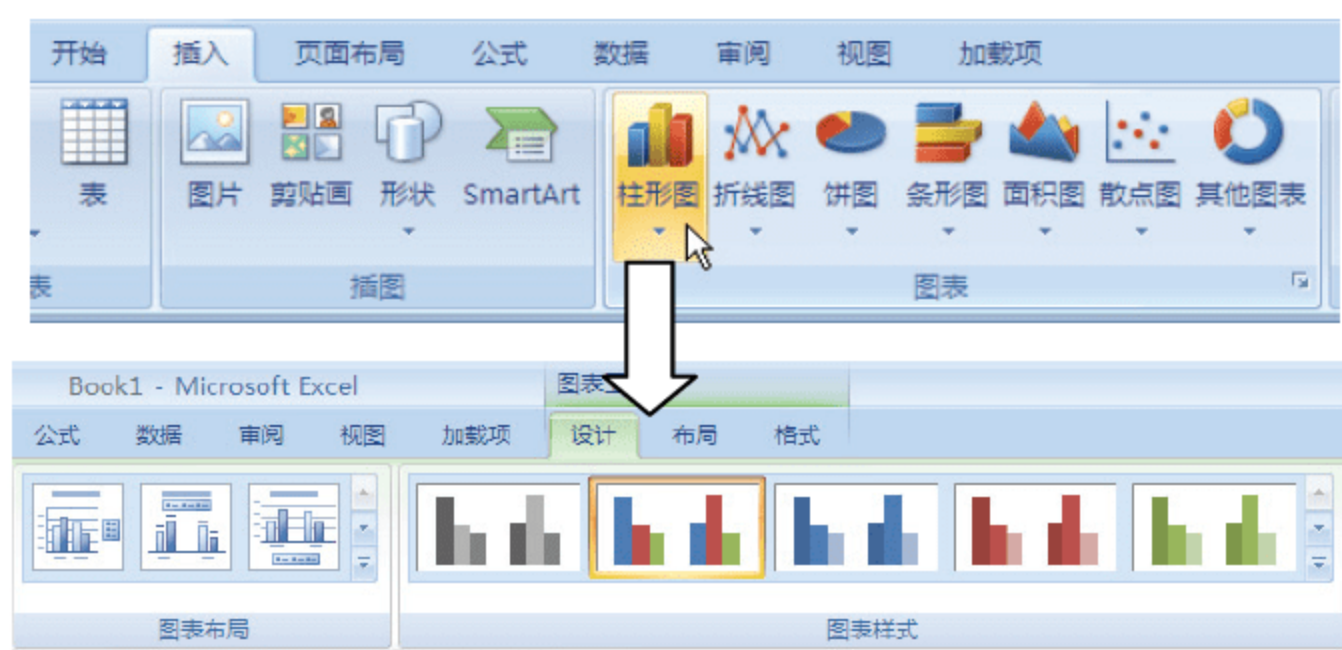 开始 插入 页面布局 公式 数据 审阅 视图 加载项
表 图片 剪贴画 形状 SmartArt 柱形图 折线图 饼图 条形图 面积图 散点图 其他图表
表 插图 图表
Book1 - Microsoft Excel 图表
公式 数据 审阅 视图 加载项 设计 布局 格式
图表布局 图表样式